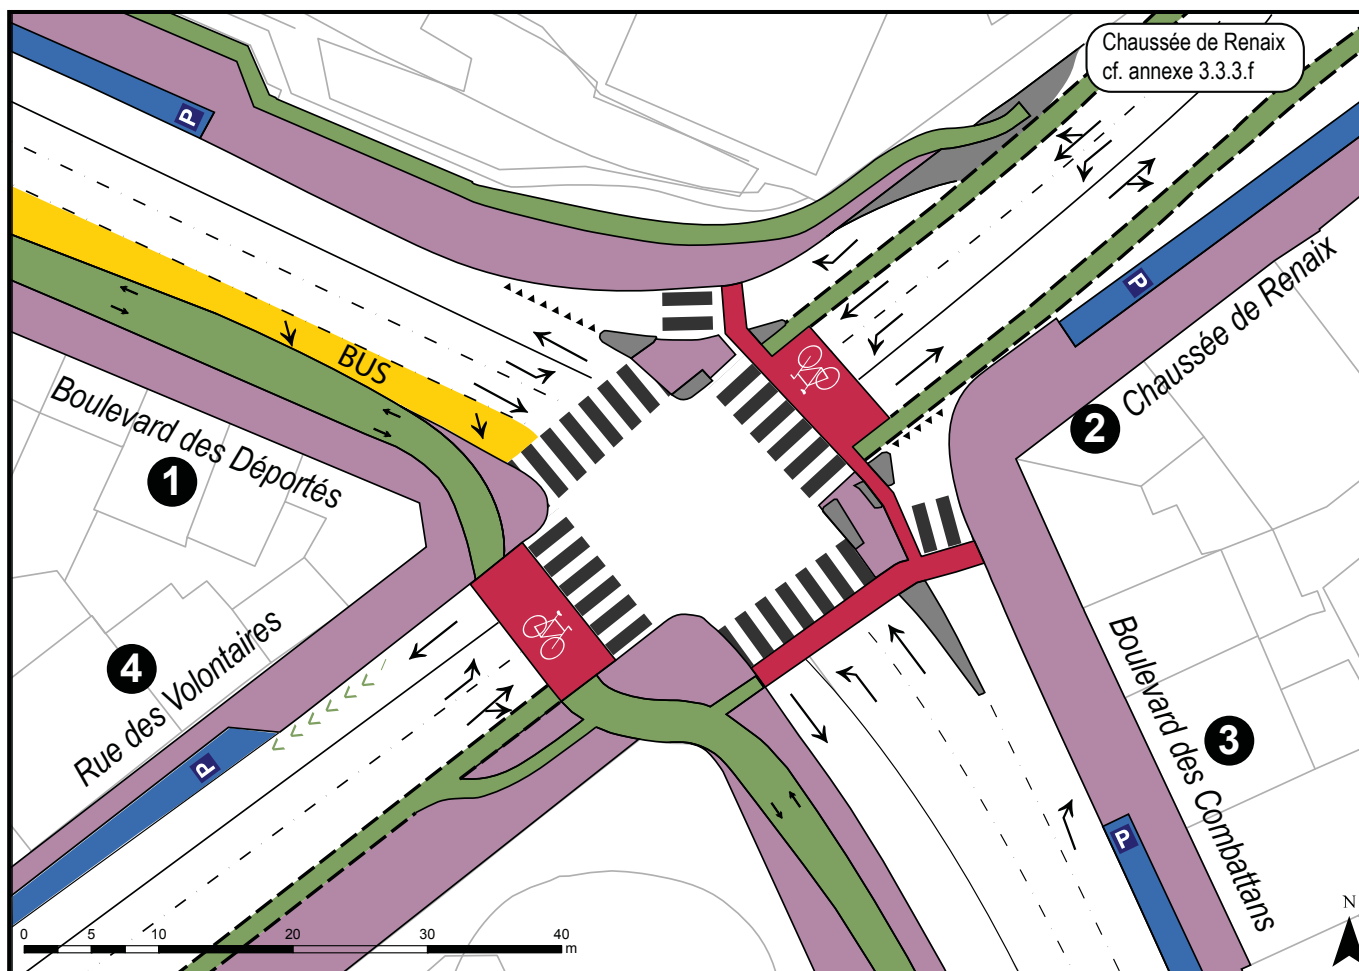 Chaussée de Renaix
cf. annexe 3.3.3.f
P
P
BUS
Boulevard des Déportés
1
2
Chaussée de Renaix
4
Rue des Volontaires
P
3
Boulevard des Combattans
P
N
0 5 10 20 30 40
m